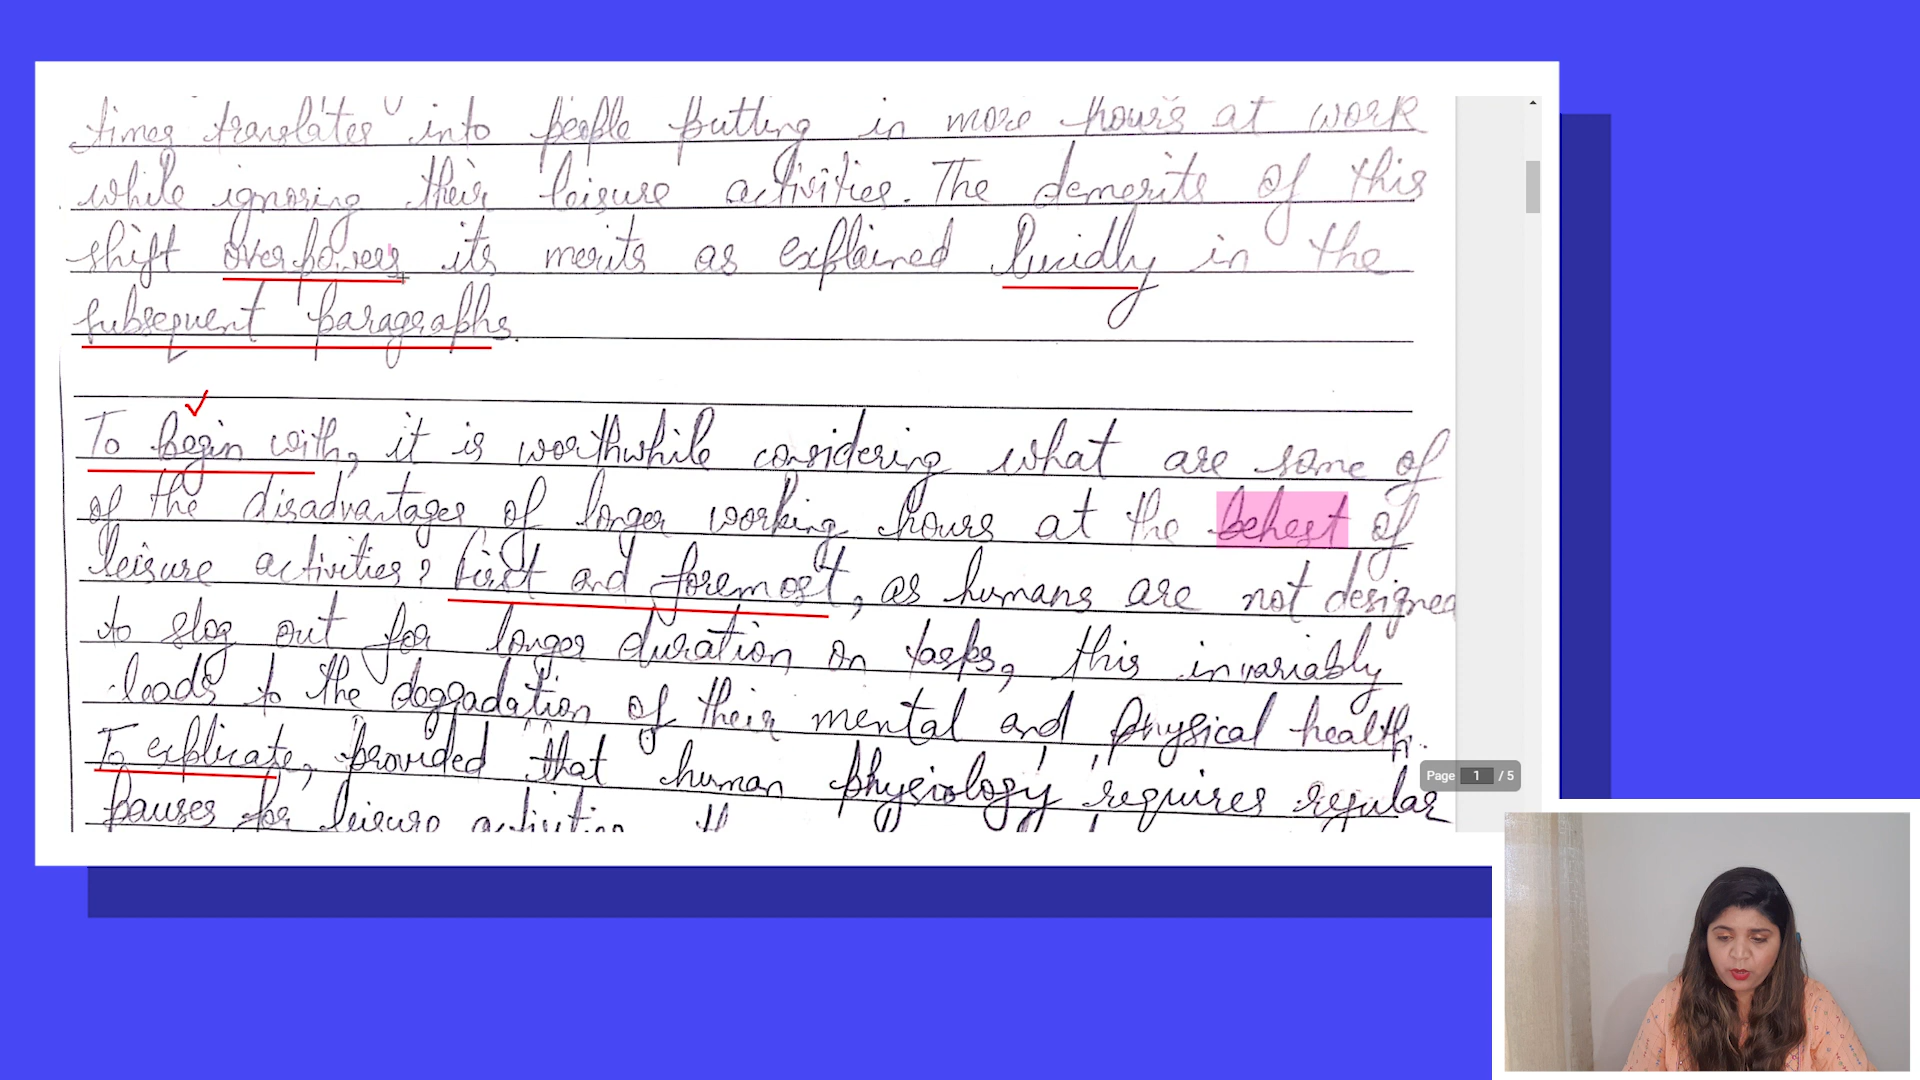 times translates into people putting in more hours at work
while ignoring their leisure activities. The demerits of this
shift overpowers its merits as explained lucidly in the
subsequent paragraphs.
To begin with, it is worthwhile considering what are some of
of the disadvantages of longer working hours at the behest of
leisure activities? First and foremost, as humans are not designed
to slog out for longer duration on tasks, this invariably
leads to the degradation of their mental and physical health.
To explicate, provided that human physiology requires regular
pauses for leisure activities
Page 1 / 5